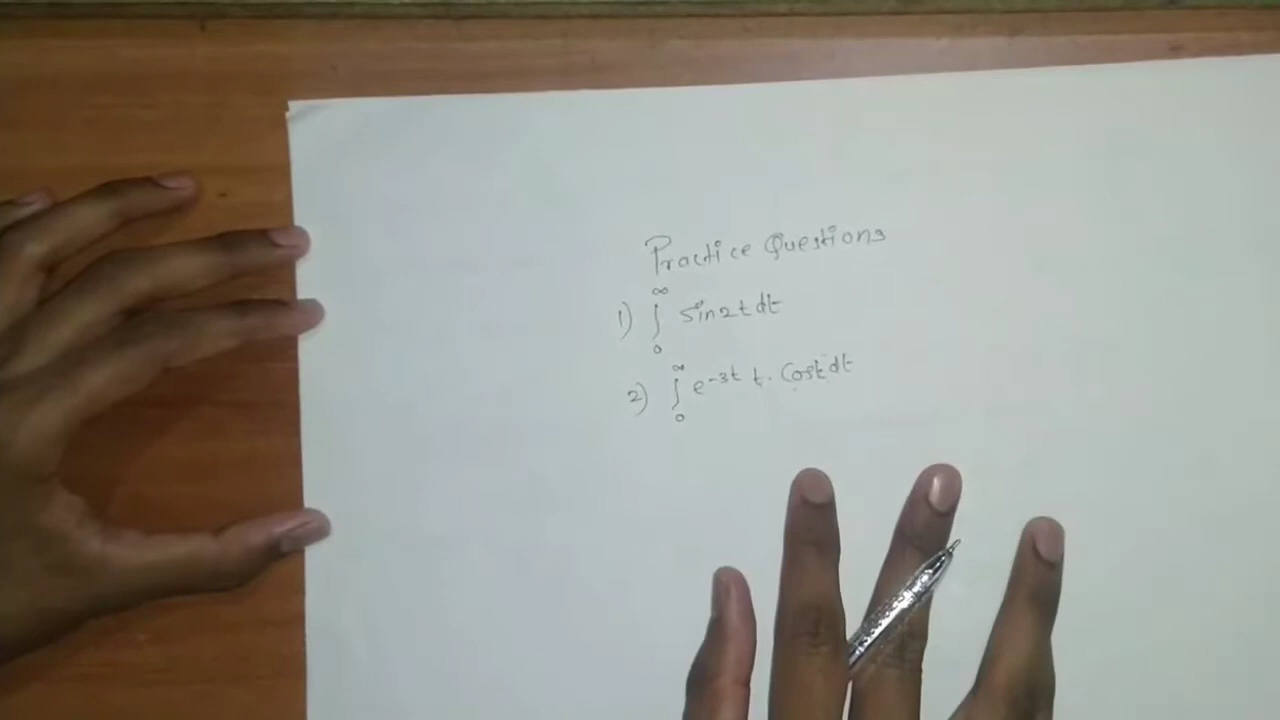 Practice Questions
1) ∫₀^∞ sin2t dt
2) ∫₀^∞ e^-3t t. Cost dt